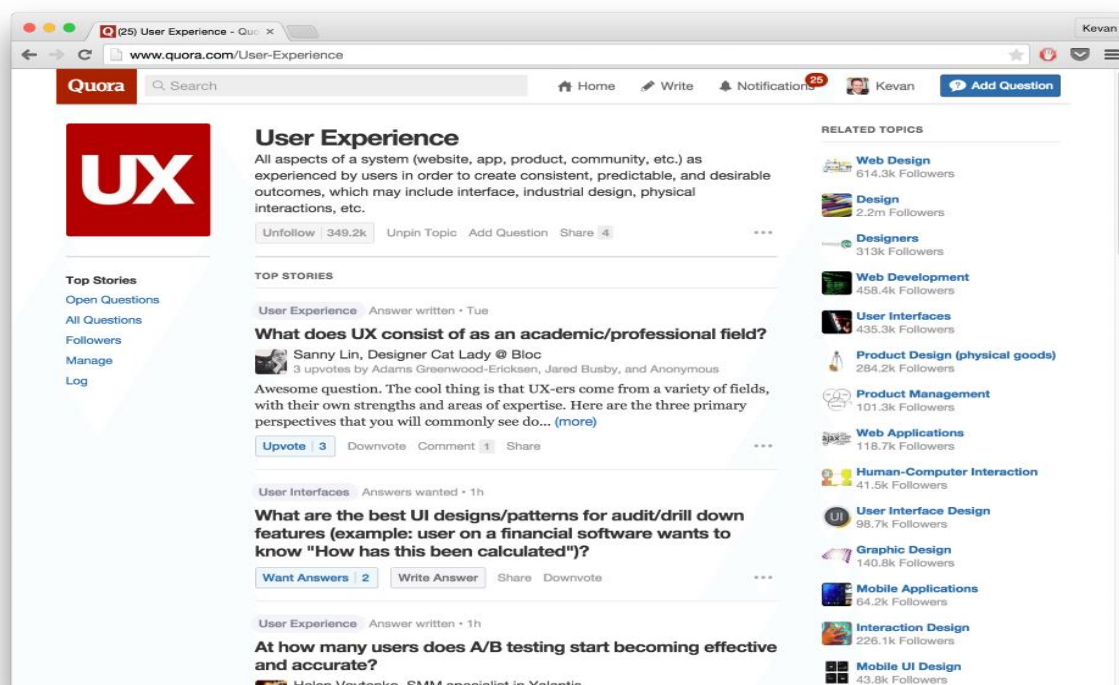 (25) User Experience - Quo
Kevan
www.quora.com/User-Experience
Quora
Search
Home
Write
Notifications
25
Kevan
Add Question
UX
Top Stories
Open Questions
All Questions
Followers
Manage
Log
User Experience
All aspects of a system (website, app, product, community, etc.) as
experienced by users in order to create consistent, predictable, and desirable
outcomes, which may include interface, industrial design, physical
interactions, etc.
Unfollow 349.2k Unpin Topic Add Question Share 4
TOP STORIES
User Experience Answer written • Tue
What does UX consist of as an academic/professional field?
Sanny Lin, Designer Cat Lady @ Bloc
3 upvotes by Adams Greenwood-Ericksen, Jared Busby, and Anonymous
Awesome question. The cool thing is that UX-ers come from a variety of fields,
with their own strengths and areas of expertise. Here are the three primary
perspectives that you will commonly see do... (more)
Upvote 3 Downvote Comment 1 Share
User Interfaces Answers wanted • 1h
What are the best UI designs/patterns for audit/drill down
features (example: user on a financial software wants to
know "How has this been calculated")?
Want Answers 2 Write Answer Share Downvote
User Experience Answer written • 1h
At how many users does A/B testing start becoming effective
and accurate?
Helen Voytenko, SMM specialist in Yalantis
RELATED TOPICS
Web Design
614.3k Followers
Design
2.2m Followers
Designers
313k Followers
Web Development
458.4k Followers
User Interfaces
435.3k Followers
Product Design (physical goods)
284.2k Followers
Product Management
101.3k Followers
ajax
Web Applications
118.7k Followers
Human-Computer Interaction
41.5k Followers
UI
User Interface Design
98.7k Followers
Graphic Design
140.8k Followers
Mobile Applications
64.2k Followers
Interaction Design
226.1k Followers
Mobile UI Design
43.8k Followers